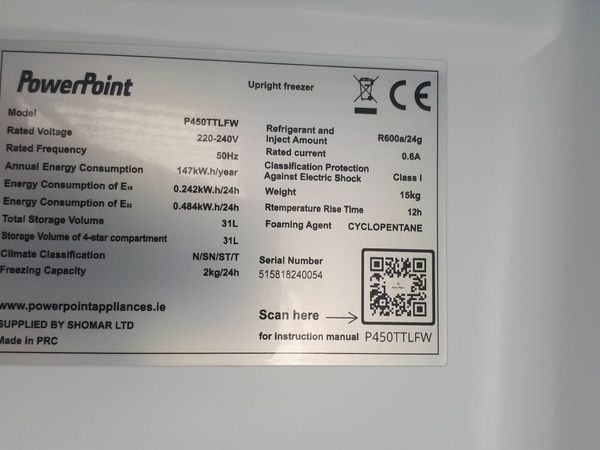 PowerPoint
Upright freezer
CE
Model P450TTLFW
Rated Voltage 220-240V
Rated Frequency 50Hz
Annual Energy Consumption 147kW.h/year
Energy Consumption of E₁₆ 0.242kW.h/24h
Energy Consumption of E₃₂ 0.484kW.h/24h
Total Storage Volume 31L
Storage Volume of 4-star compartment 31L
Climate Classification N/SN/ST/T
Freezing Capacity 2kg/24h
Refrigerant and
Inject Amount R600a/24g
Rated current 0.6A
Classification Protection
Against Electric Shock Class I
Weight 15kg
Rtemperature Rise Time 12h
Foaming Agent CYCLOPENTANE
Serial Number
515818240054
www.powerpointappliances.ie
SUPPLIED BY SHOMAR LTD
Made in PRC
Scan here
for instruction manual P450TTLFW